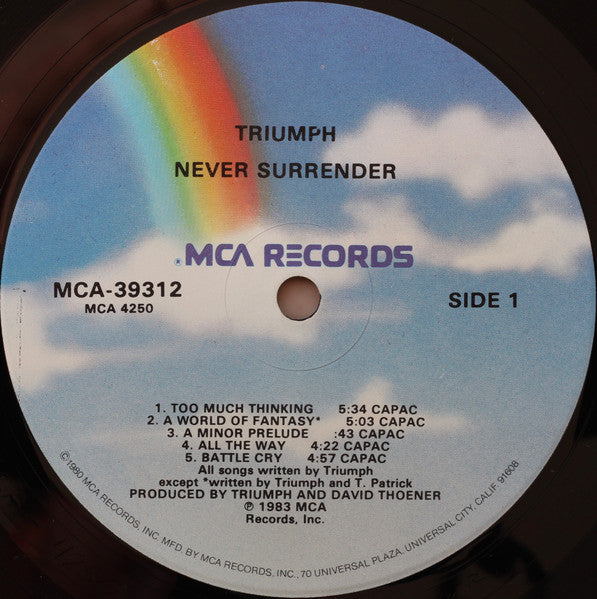 TRIUMPH
NEVER SURRENDER
® MCA RECORDS
MCA-39312
MCA 4250
SIDE 1
1. TOO MUCH THINKING 5:34 CAPAC
2. A WORLD OF FANTASY* 5:03 CAPAC
3. A MINOR PRELUDE :43 CAPAC
4. ALL THE WAY 4:22 CAPAC
5. BATTLE CRY 4:57 CAPAC
All songs written by Triumph
except *written by Triumph and T. Patrick
PRODUCED BY TRIUMPH AND DAVID THOENER
℗ 1983 MCA
Records, Inc.
©1980 MCA RECORDS, INC. MFD. BY MCA RECORDS, INC., 70 UNIVERSAL PLAZA, UNIVERSAL CITY, CALIF. 91608